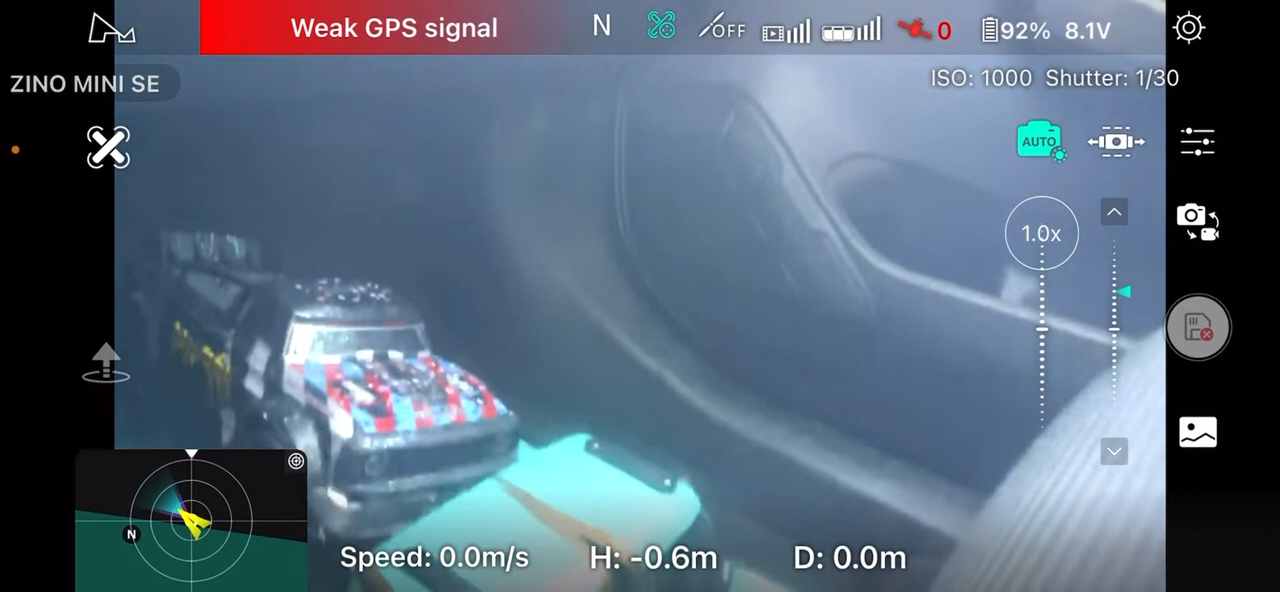 Weak GPS signal
N
OFF
0
92% 8.1V
ZINO MINI SE
ISO: 1000 Shutter: 1/30
AUTO
1.0x
N
Speed: 0.0m/s H: -0.6m D: 0.0m